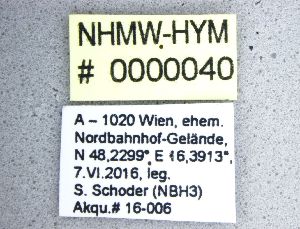 NHMW-HYM
# 0000040
A – 1020 Wien, ehem.
Nordbahnhof-Gelände,
N 48,2299°, E 16,3913°,
7.VI.2016, leg.
S. Schoder (NBH3)
Akqu.# 16-006